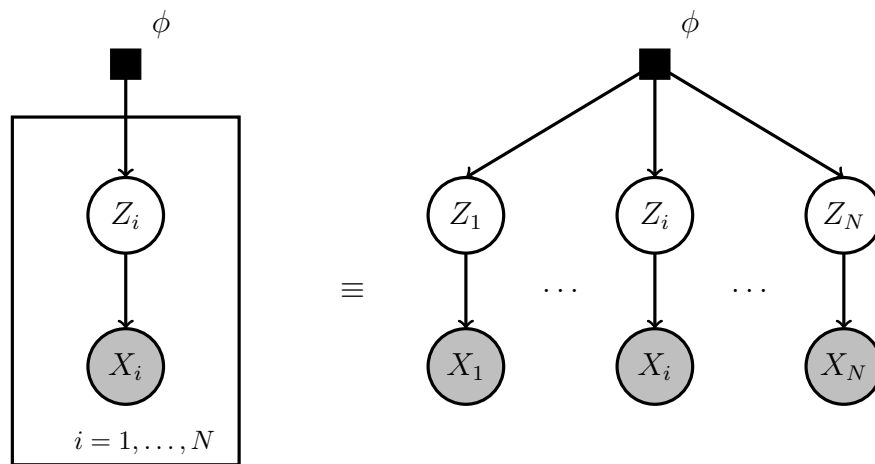 ϕ
Z_i
X_i
i = 1, . . . , N
≡
ϕ
Z_1
Z_i
Z_N
· · ·
· · ·
X_1
X_i
X_N